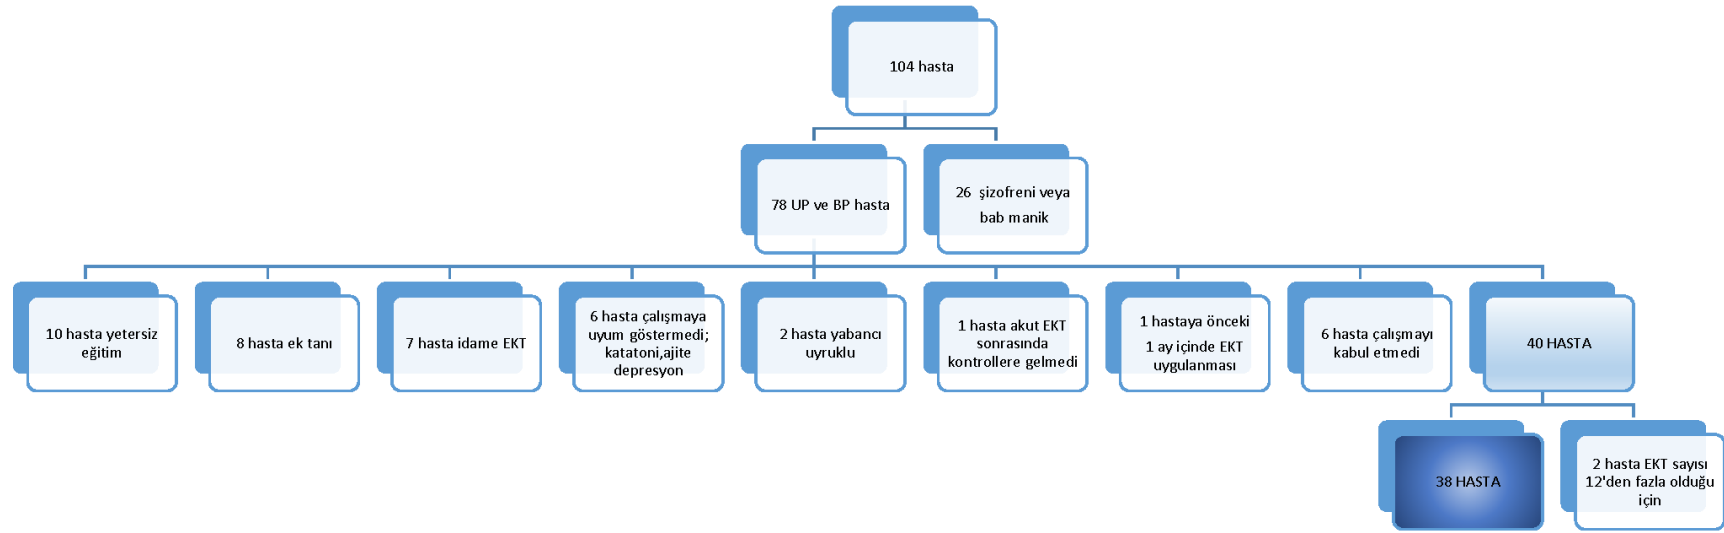 104 hasta
78 UP ve BP hasta
26  şizofreni veya
bab manik
10 hasta yetersiz
eğitim
8 hasta ek tanı
7 hasta idame EKT
6 hasta çalışmaya
uyum göstermedi;
katatoni,ajite
depresyon
2 hasta yabancı
uyruklu
1 hasta akut EKT
sonrasında
kontrollere gelmedi
1 hastaya önceki
1 ay içinde EKT
uygulanması
6 hasta çalışmayı
kabul etmedi
40 HASTA
38 HASTA
2 hasta EKT sayısı
12'den fazla olduğu
için